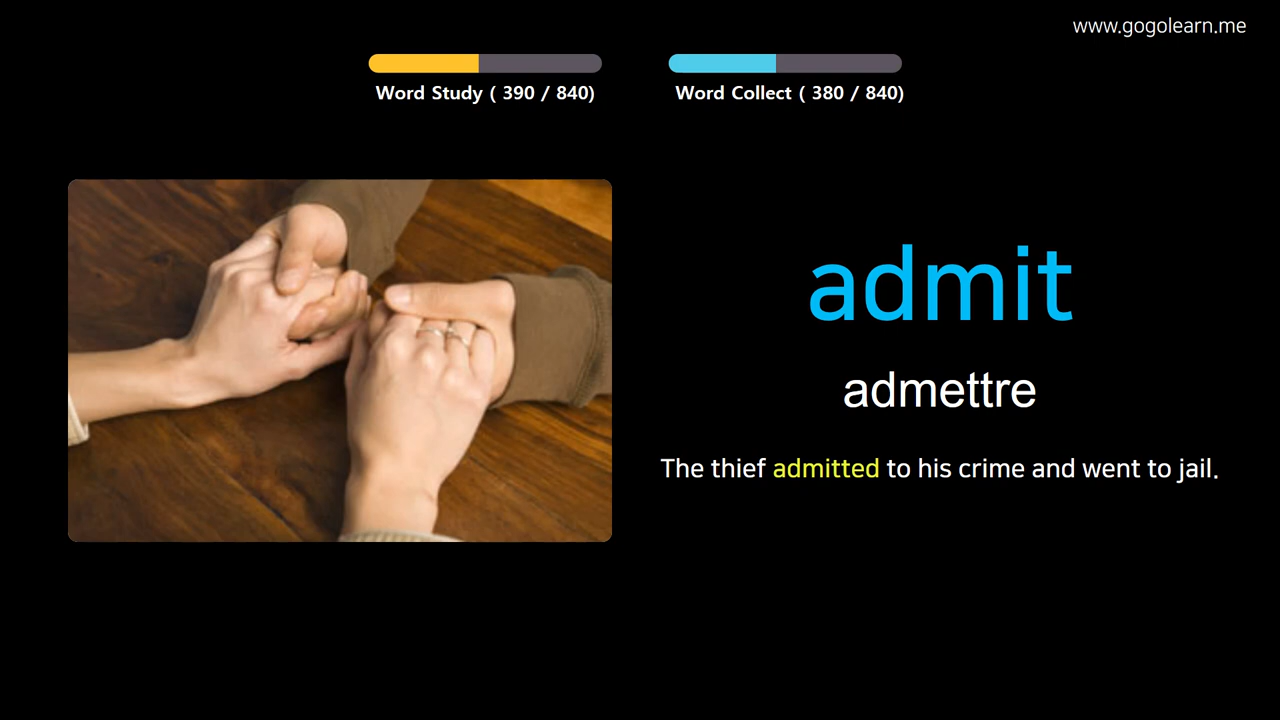 www.gogolearn.me
Word Study ( 390 / 840)
Word Collect ( 380 / 840)
admit
admettre
The thief admitted to his crime and went to jail.